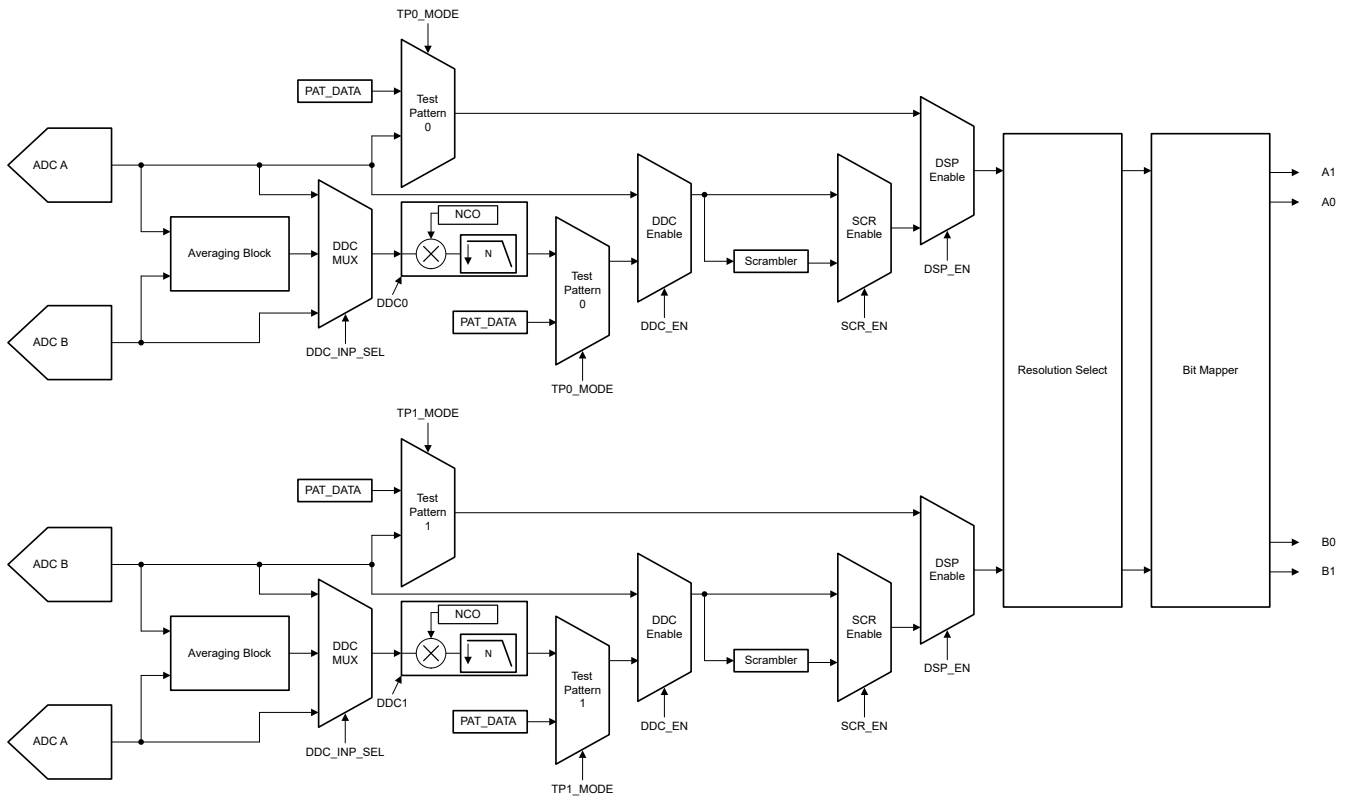 TP0_MODE
PAT_DATA
Test
Pattern
0
ADC A
DSP
Enable
A1
A0
NCO
DDC
Enable
SCR
Enable
Averaging Block
DDC
MUX
N
Scrambler
DSP_EN
Test
Pattern
0
DDC0
ADC B
PAT_DATA
DDC_EN
SCR_EN
DDC_INP_SEL
TP0_MODE
Resolution Select
Bit Mapper
TP1_MODE
PAT_DATA
Test
Pattern
1
B0
ADC B
DSP
Enable
B1
NCO
DDC
Enable
SCR
Enable
Averaging Block
DDC
MUX
N
Scrambler
DSP_EN
Test
Pattern
1
DDC1
PAT_DATA
DDC_EN
SCR_EN
ADC A
DDC_INP_SEL
TP1_MODE